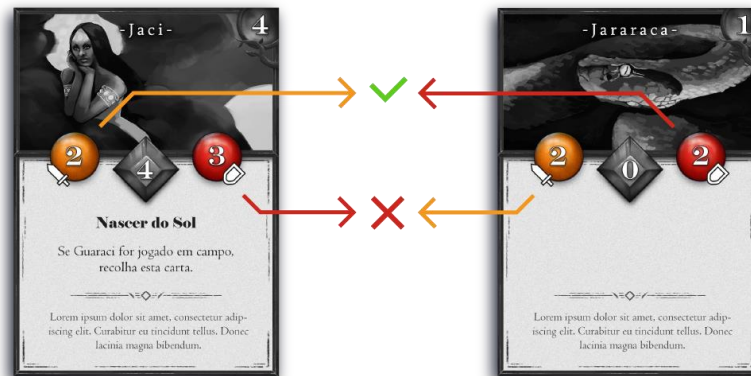 -Jaci-
4
2
4
3
Nascer do Sol
Se Guaraci for jogado em campo,
recolha esta carta.
Lorem ipsum dolor sit amet, consectetur adip-
iscing elit. Curabitur eu tincidunt tellus. Donec
lacinia magna bibendum.
-Jararaca-
1
2
0
2
Lorem ipsum dolor sit amet, consectetur adip-
iscing elit. Curabitur eu tincidunt tellus. Donec
lacinia magna bibendum.